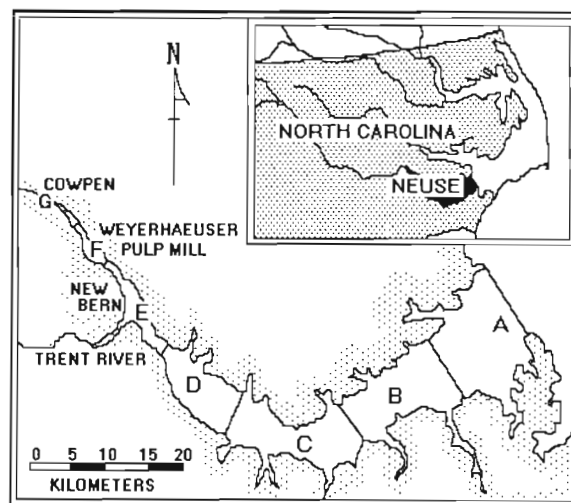 N
NORTH CAROLINA
NEUSE
COWPEN
G
WEYERHAEUSER
F
PULP MILL
NEW
BERN
E
TRENT RIVER
A
D
B
C
0 5 10 15 20
KILOMETERS